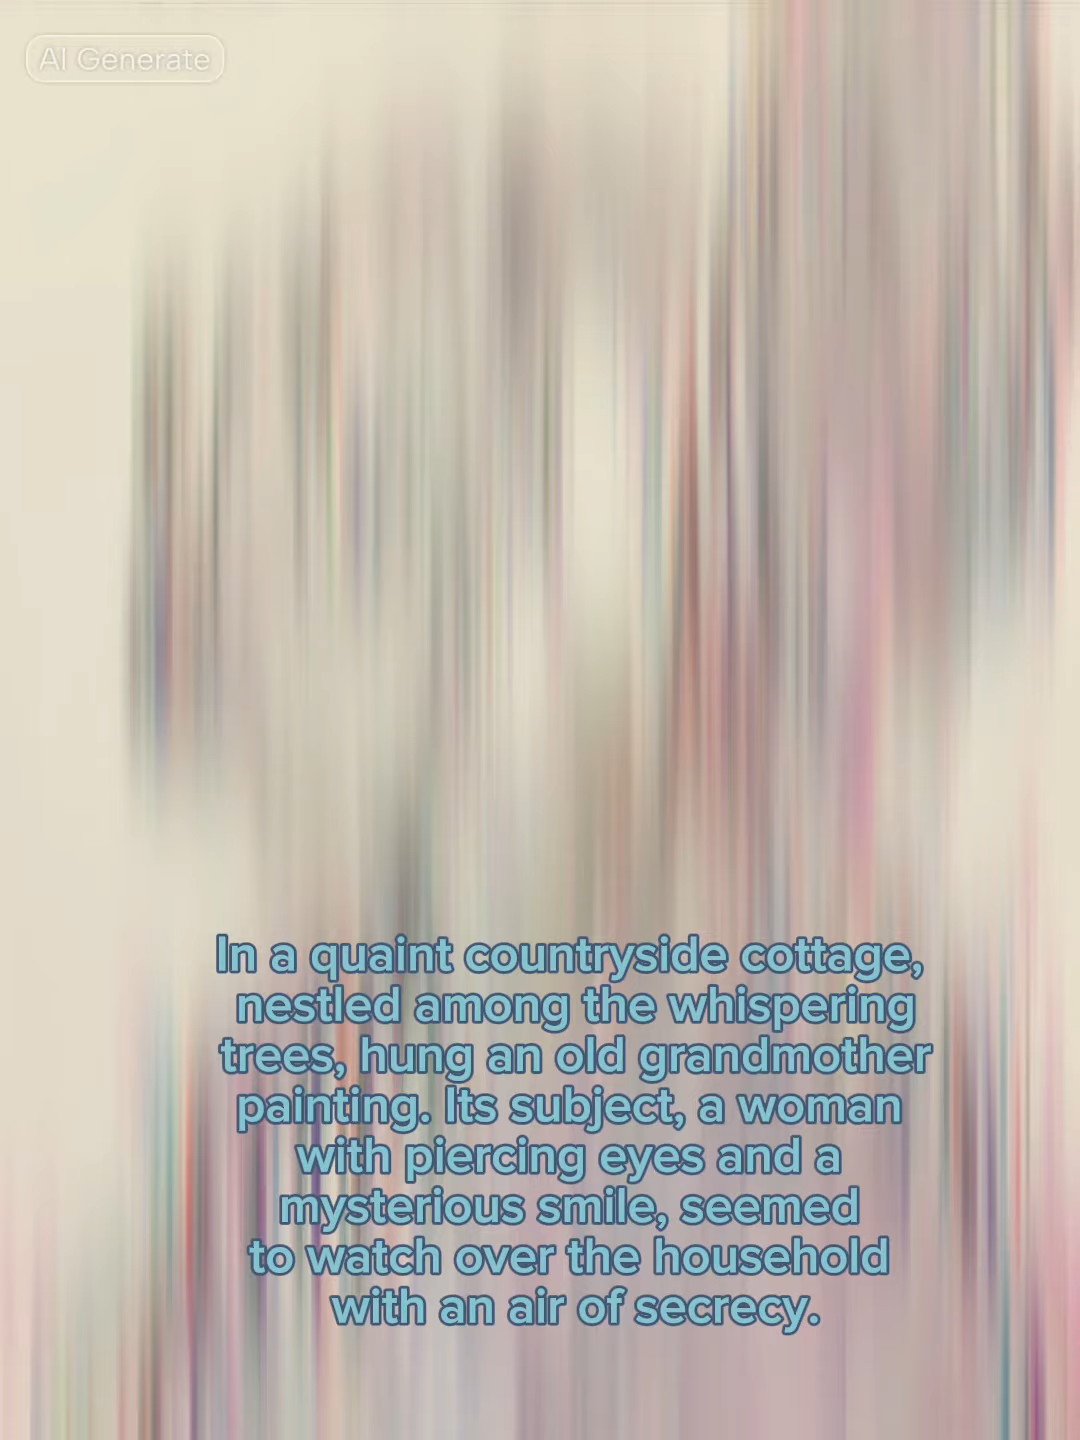 AI Generate
In a quaint countryside cottage,
nestled among the whispering
trees, hung an old grandmother
painting. Its subject, a woman
with piercing eyes and a
mysterious smile, seemed
to watch over the household
with an air of secrecy.